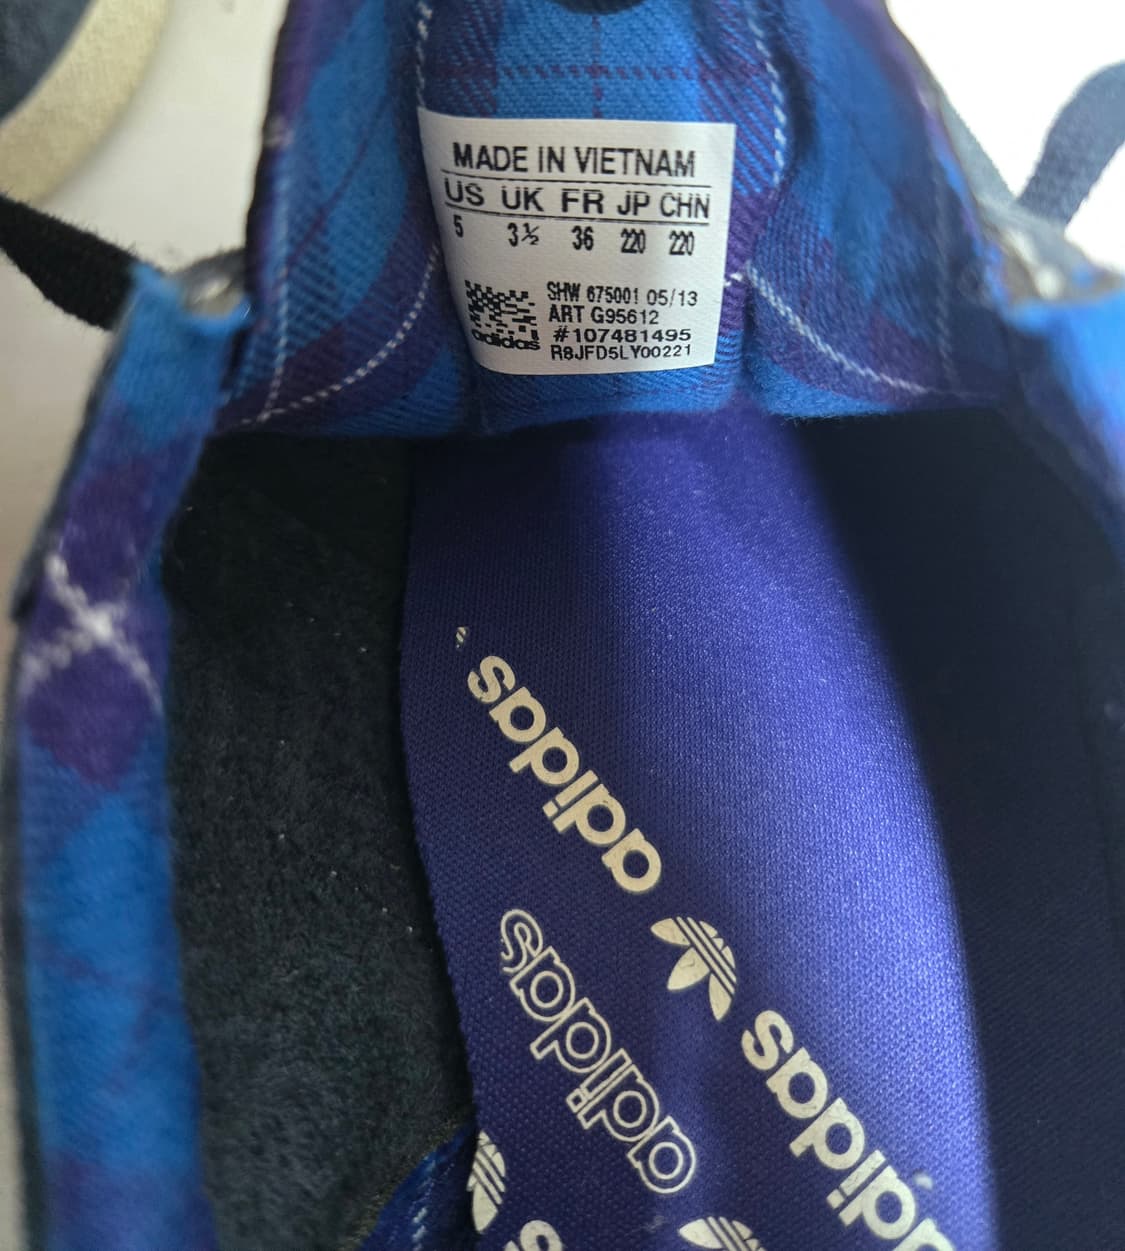 MADE IN VIETNAM
US UK FR JP CHN
5 3½ 36 220 220
SHW 675001 05/13
ART G95612
#107481495
R8JFD5LY00221
adidas
adidas
adidas
adidas